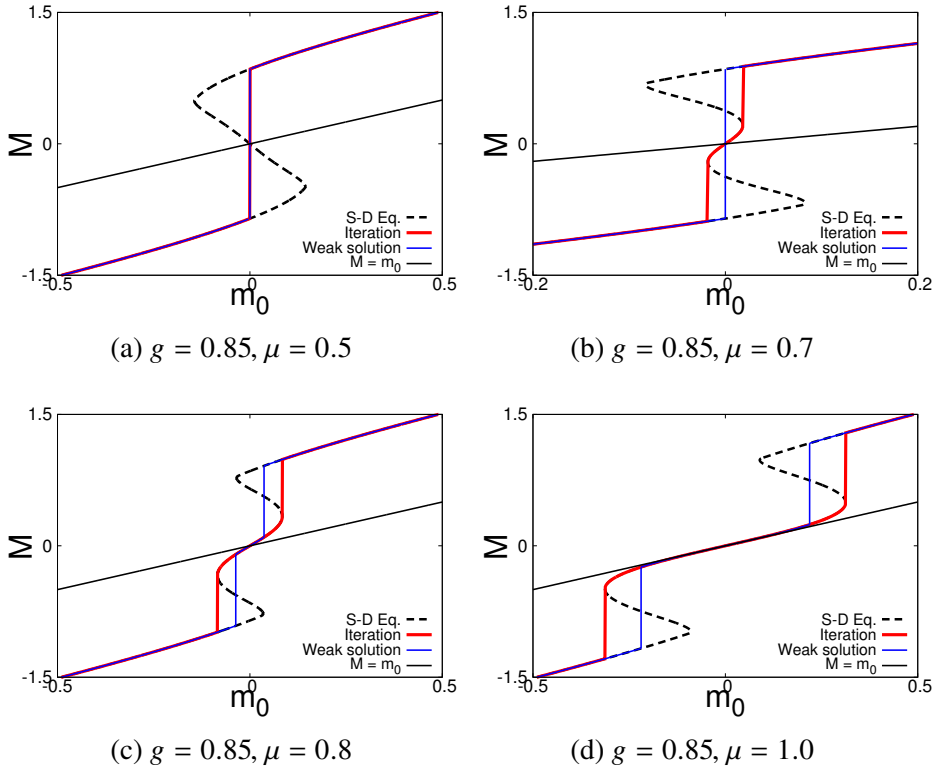 1.5
0
-1.5
M
-0.5
0
0.5
m0
S-D Eq.
Iteration
Weak solution
M = m0
(a) g = 0.85, μ = 0.5
1.5
0
-1.5
M
-0.2
0
0.2
m0
S-D Eq.
Iteration
Weak solution
M = m0
(b) g = 0.85, μ = 0.7
1.5
0
-1.5
M
-0.5
0
0.5
m0
S-D Eq.
Iteration
Weak solution
M = m0
(c) g = 0.85, μ = 0.8
1.5
0
-1.5
M
-0.5
0
0.5
m0
S-D Eq.
Iteration
Weak solution
M = m0
(d) g = 0.85, μ = 1.0